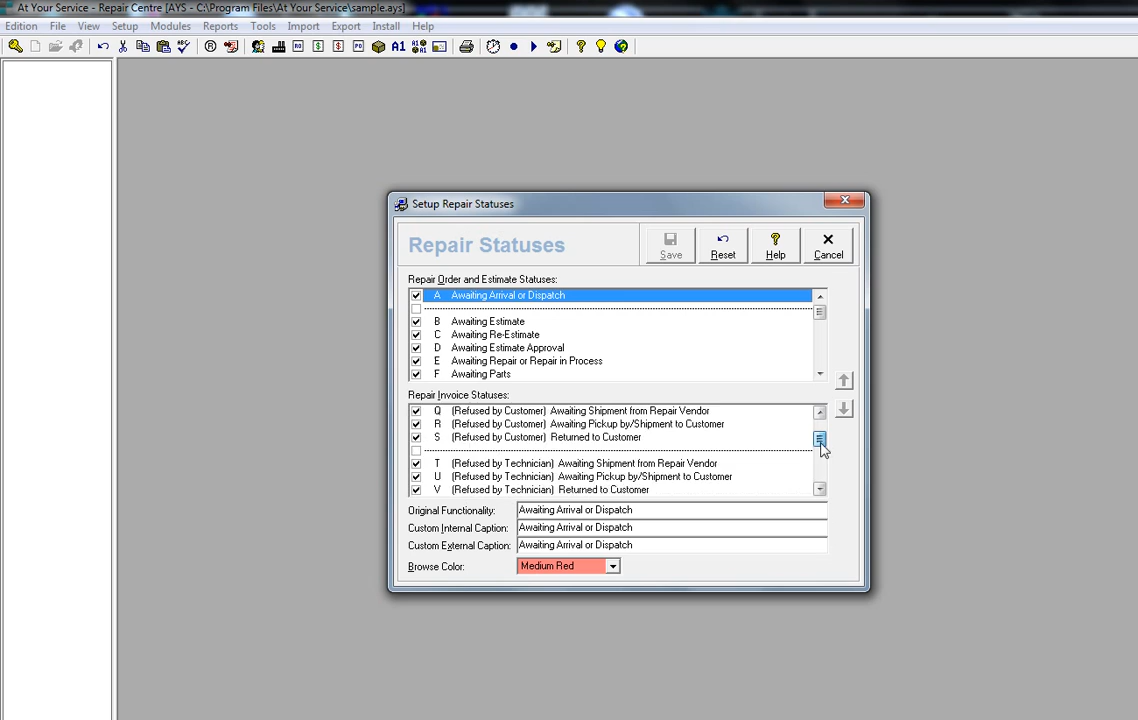 At Your Service - Repair Centre [AYS - C:\Program Files\At Your Service\sample.ays]
Edition File View Setup Modules Reports Tools Import Export Install Help
Setup Repair Statuses
Repair Statuses
Save Reset Help Cancel
Repair Order and Estimate Statuses:
A Awaiting Arrival or Dispatch
B Awaiting Estimate
C Awaiting Re-Estimate
D Awaiting Estimate Approval
E Awaiting Repair or Repair in Process
F Awaiting Parts
Repair Invoice Statuses:
Q (Refused by Customer) Awaiting Shipment from Repair Vendor
R (Refused by Customer) Awaiting Pickup by/Shipment to Customer
S (Refused by Customer) Returned to Customer
T (Refused by Technician) Awaiting Shipment from Repair Vendor
U (Refused by Technician) Awaiting Pickup by/Shipment to Customer
V (Refused by Technician) Returned to Customer
Original Functionality: Awaiting Arrival or Dispatch
Custom Internal Caption: Awaiting Arrival or Dispatch
Custom External Caption: Awaiting Arrival or Dispatch
Browse Color: Medium Red